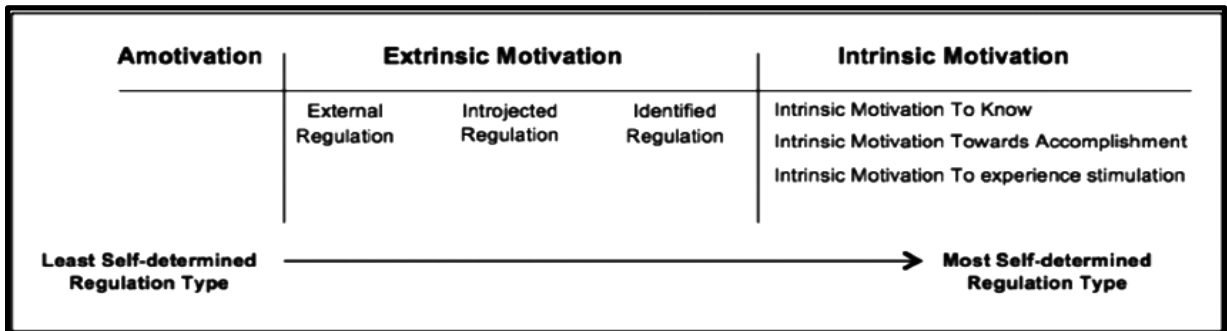 Amotivation Extrinsic Motivation Intrinsic Motivation
External Introjected Identified Intrinsic Motivation To Know
Regulation Regulation Regulation Intrinsic Motivation Towards Accomplishment
Intrinsic Motivation To experience stimulation
Least Self-determined Most Self-determined
Regulation Type Regulation Type